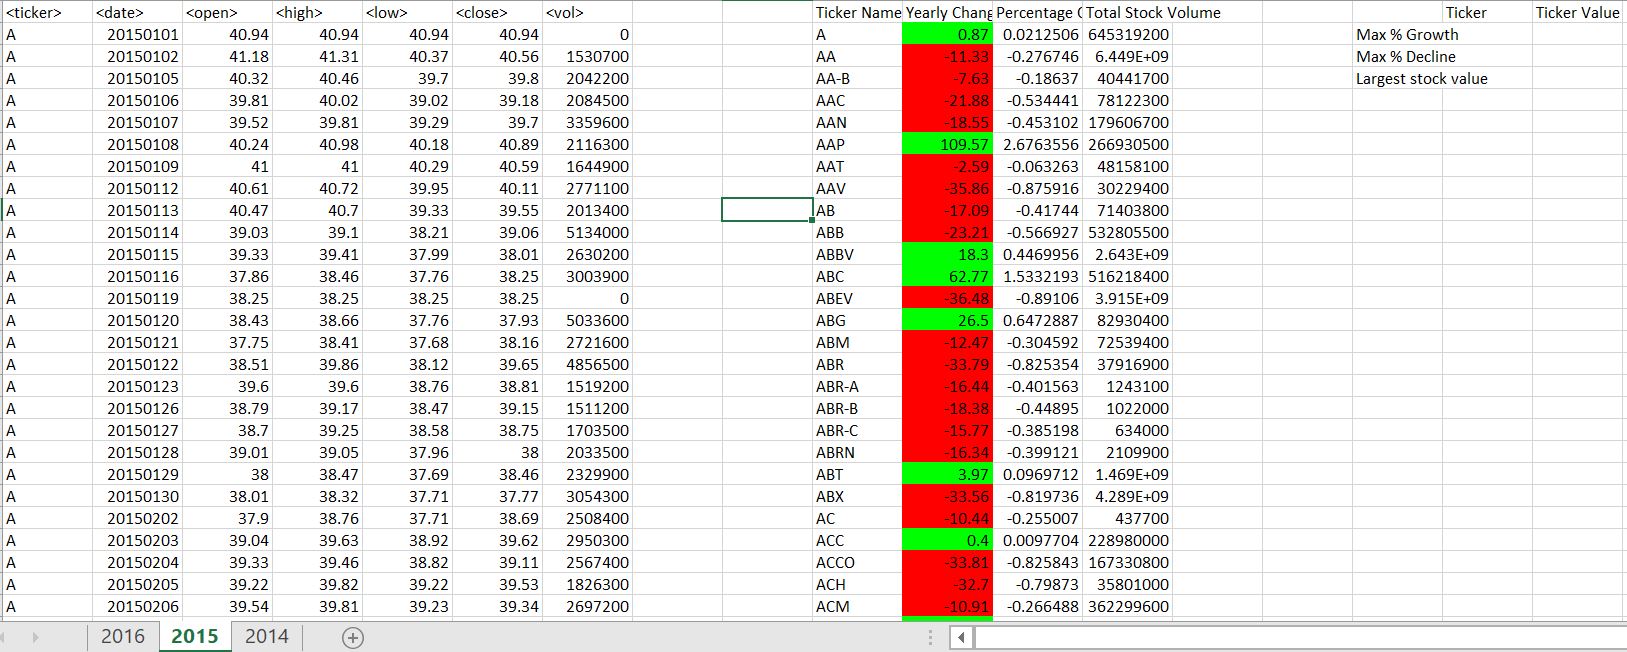 <ticker> <date> <open> <high> <low> <close> <vol> Ticker Name Yearly Chang Percentage C Total Stock Volume Ticker Ticker Value
A 20150101 40.94 40.94 40.94 40.94 0 A 0.87 0.0212506 645319200 Max % Growth
A 20150102 41.18 41.31 40.37 40.56 1530700 AA -11.33 -0.276746 6.449E+09 Max % Decline
A 20150105 40.32 40.46 39.7 39.8 2042200 AA-B -7.63 -0.18637 40441700 Largest stock value
A 20150106 39.81 40.02 39.02 39.18 2084500 AAC -21.88 -0.534441 78122300
A 20150107 39.52 39.81 39.29 39.7 3359600 AAN -18.55 -0.453102 179606700
A 20150108 40.24 40.98 40.18 40.89 2116300 AAP 109.57 2.6763556 266930500
A 20150109 41 41 40.29 40.59 1644900 AAT -2.59 -0.063263 48158100
A 20150112 40.61 40.72 39.95 40.11 2771100 AAV -35.86 -0.875916 30229400
A 20150113 40.47 40.7 39.33 39.55 2013400 AB -17.09 -0.41744 71403800
A 20150114 39.03 39.1 38.21 39.06 5134000 ABB -23.21 -0.566927 532805500
A 20150115 39.33 39.41 37.99 38.01 2630200 ABBV 18.3 0.4469956 2.643E+09
A 20150116 37.86 38.46 37.76 38.25 3003900 ABC 62.77 1.5332193 516218400
A 20150119 38.25 38.25 38.25 38.25 0 ABEV -36.48 -0.89106 3.915E+09
A 20150120 38.43 38.66 37.76 37.93 5033600 ABG 26.5 0.6472887 82930400
A 20150121 37.75 38.41 37.68 38.16 2721600 ABM -12.47 -0.304592 72539400
A 20150122 38.51 39.86 38.12 39.65 4856500 ABR -33.79 -0.825354 37916900
A 20150123 39.6 39.6 38.76 38.81 1519200 ABR-A -16.44 -0.401563 1243100
A 20150126 38.79 39.17 38.47 39.15 1511200 ABR-B -18.38 -0.44895 1022000
A 20150127 38.7 39.25 38.58 38.75 1703500 ABR-C -15.77 -0.385198 634000
A 20150128 39.01 39.05 37.96 38 2033500 ABRN -16.34 -0.399121 2109900
A 20150129 38 38.47 37.69 38.46 2329900 ABT 3.97 0.0969712 1.469E+09
A 20150130 38.01 38.32 37.71 37.77 3054300 ABX -33.56 -0.819736 4.289E+09
A 20150202 37.9 38.76 37.71 38.69 2508400 AC -10.44 -0.255007 437700
A 20150203 39.04 39.63 38.92 39.62 2950300 ACC 0.4 0.0097704 228980000
A 20150204 39.33 39.46 38.82 39.11 2567400 ACCO -33.81 -0.825843 167330800
A 20150205 39.22 39.82 39.22 39.53 1826300 ACH -32.7 -0.79873 35801000
A 20150206 39.54 39.81 39.23 39.34 2697200 ACM -10.91 -0.266488 362299600
2016 2015 2014